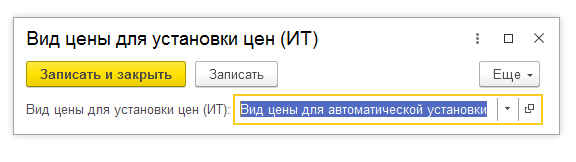 Вид цены для установки цен (ИТ)
Записать и закрыть Записать Еще
Вид цены для установки цен (ИТ): Вид цены для автоматической установки